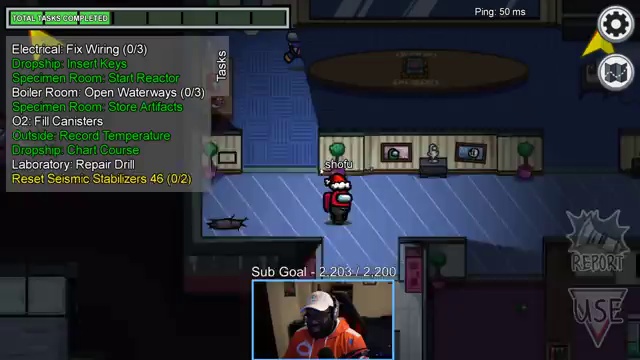 TOTAL TASKS COMPLETED
Ping: 50 ms
Electrical: Fix Wiring (0/3)
Dropship: Insert Keys
Specimen Room: Start Reactor
Boiler Room: Open Waterways (0/3)
Specimen Room: Store Artifacts
O2: Fill Canisters
Outside: Record Temperature
Dropship: Chart Course
Laboratory: Repair Drill
Reset Seismic Stabilizers 46 (0/2)
Tasks
shofu
REPORT
USE
Sub Goal - 2,203 / 2,200